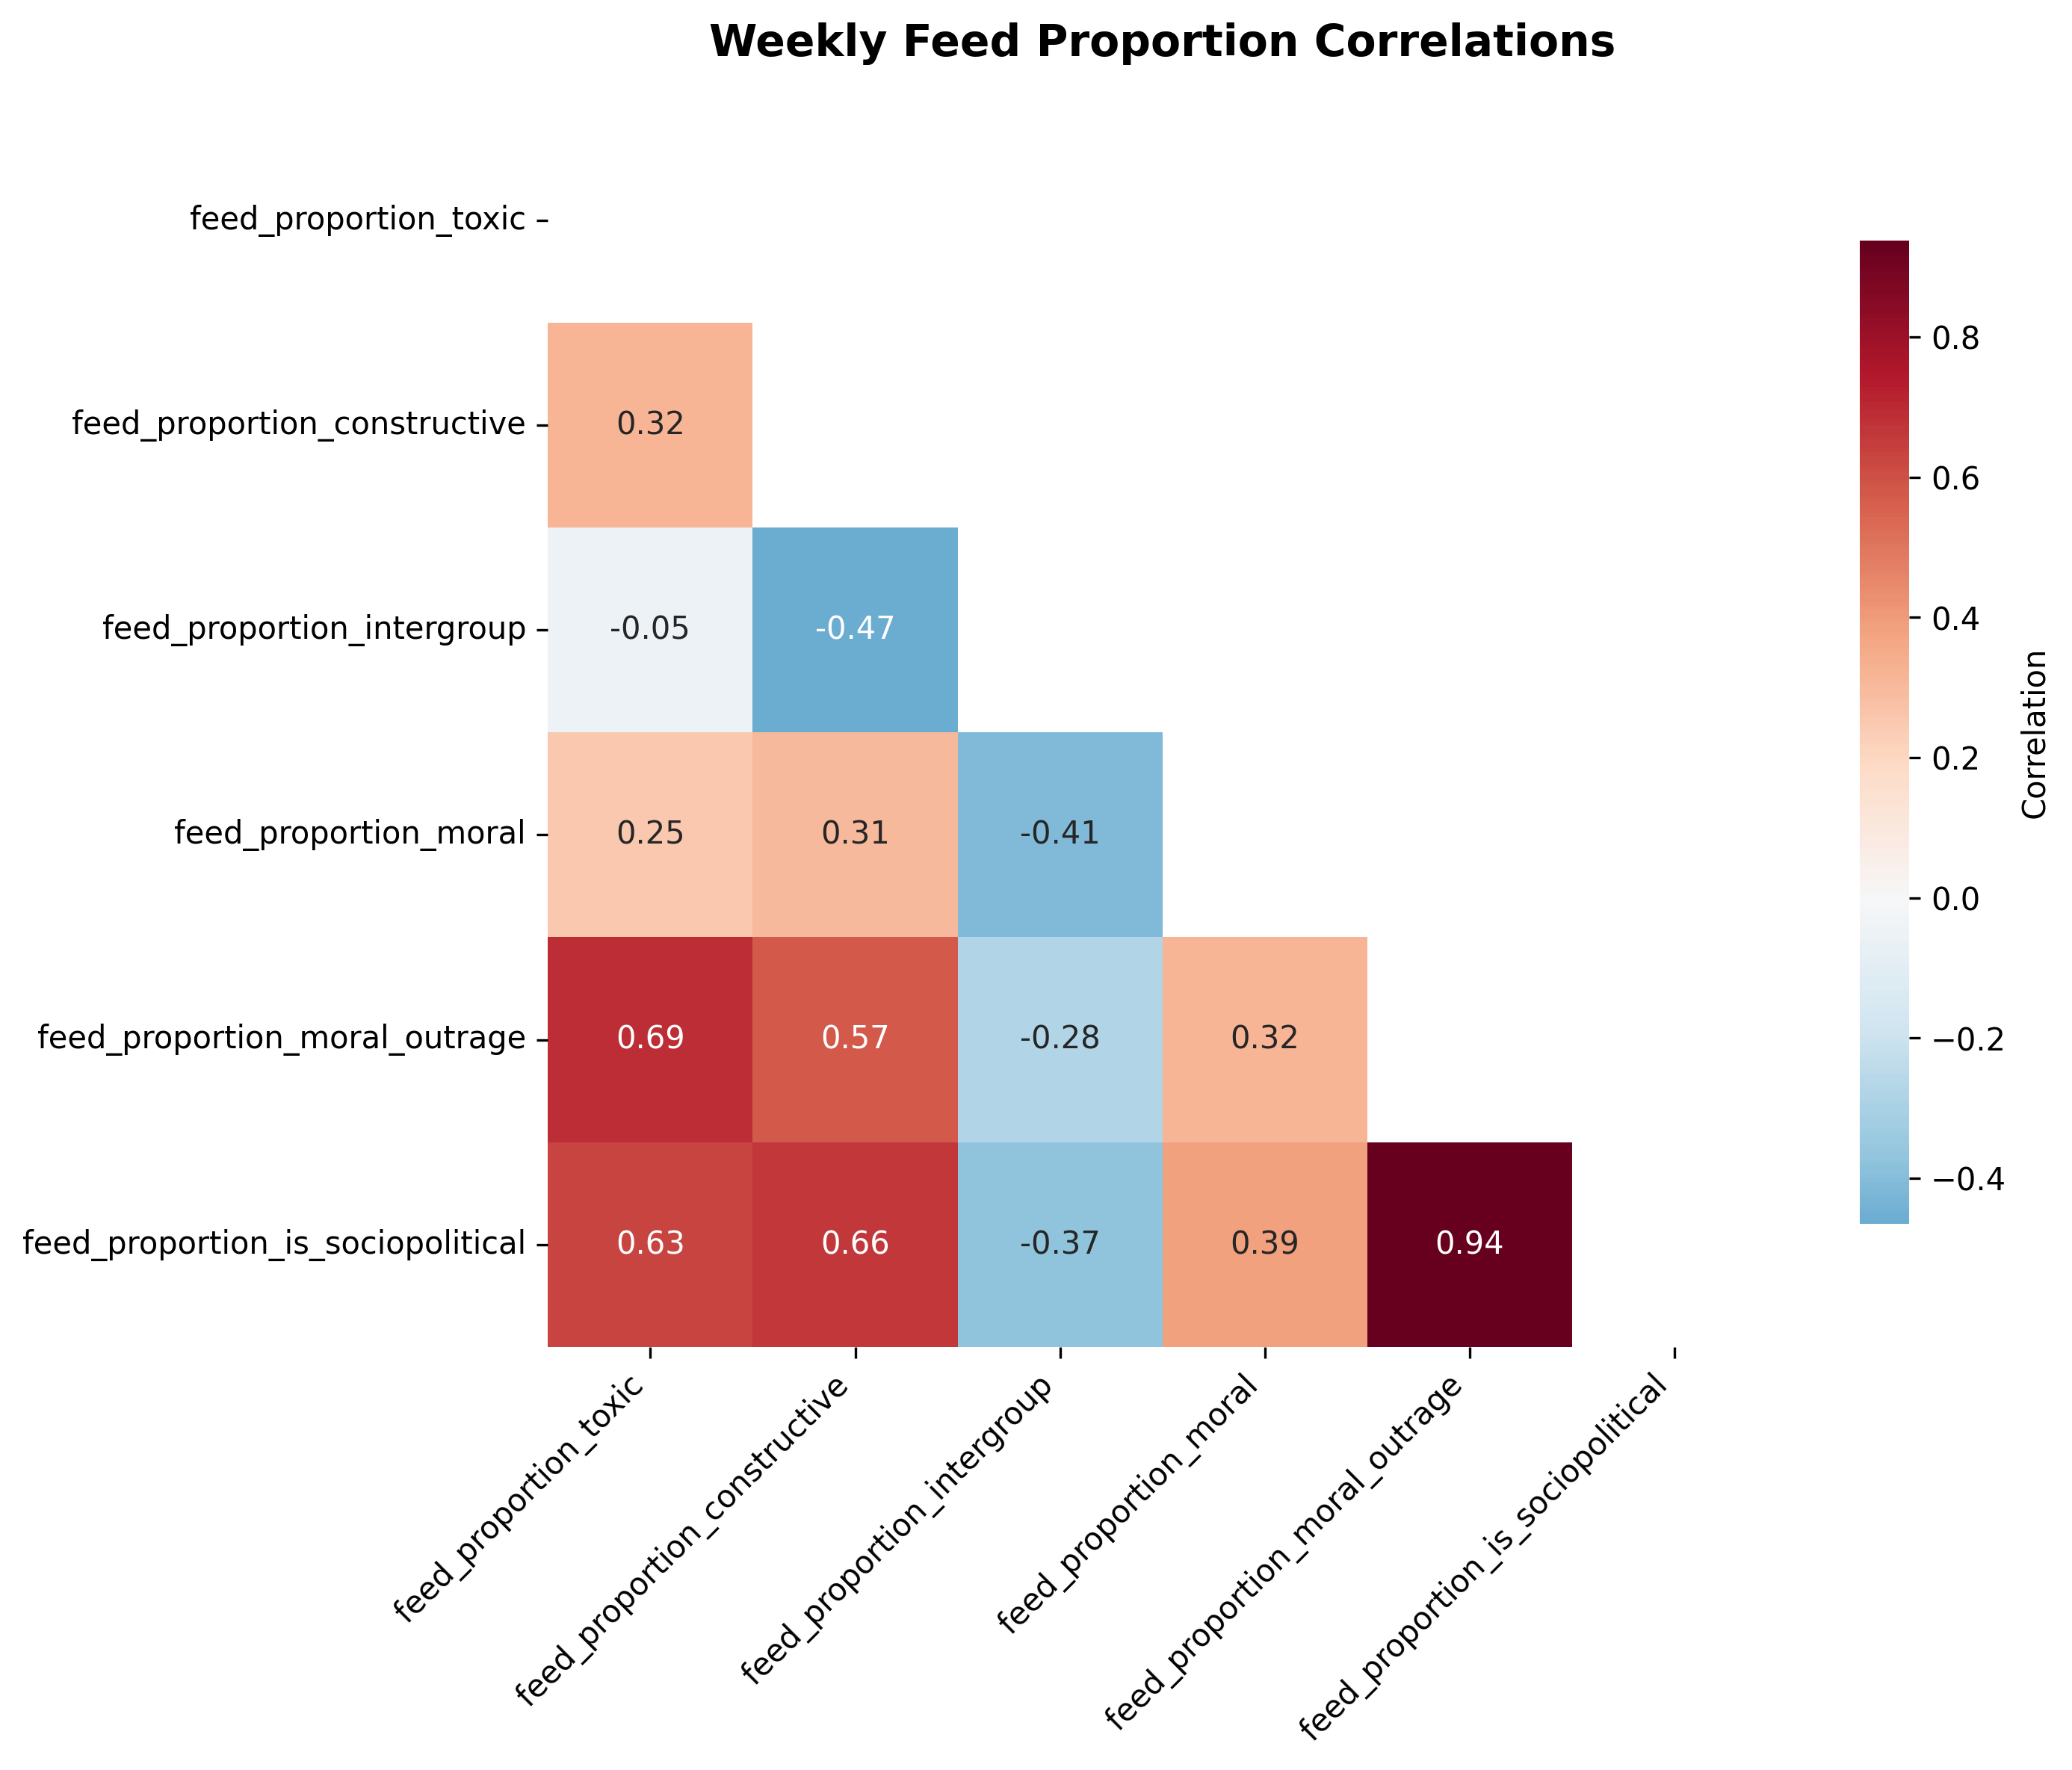 Weekly Feed Proportion Correlations
feed_proportion_toxic
feed_proportion_constructive
0.32
feed_proportion_intergroup
-0.05
-0.47
feed_proportion_moral
0.25
0.31
-0.41
feed_proportion_moral_outrage
0.69
0.57
-0.28
0.32
feed_proportion_is_sociopolitical
0.63
0.66
-0.37
0.39
0.94
feed_proportion_toxic
feed_proportion_constructive
feed_proportion_intergroup
feed_proportion_moral
feed_proportion_moral_outrage
feed_proportion_is_sociopolitical
0.8
0.6
0.4
0.2
0.0
−0.2
−0.4
Correlation